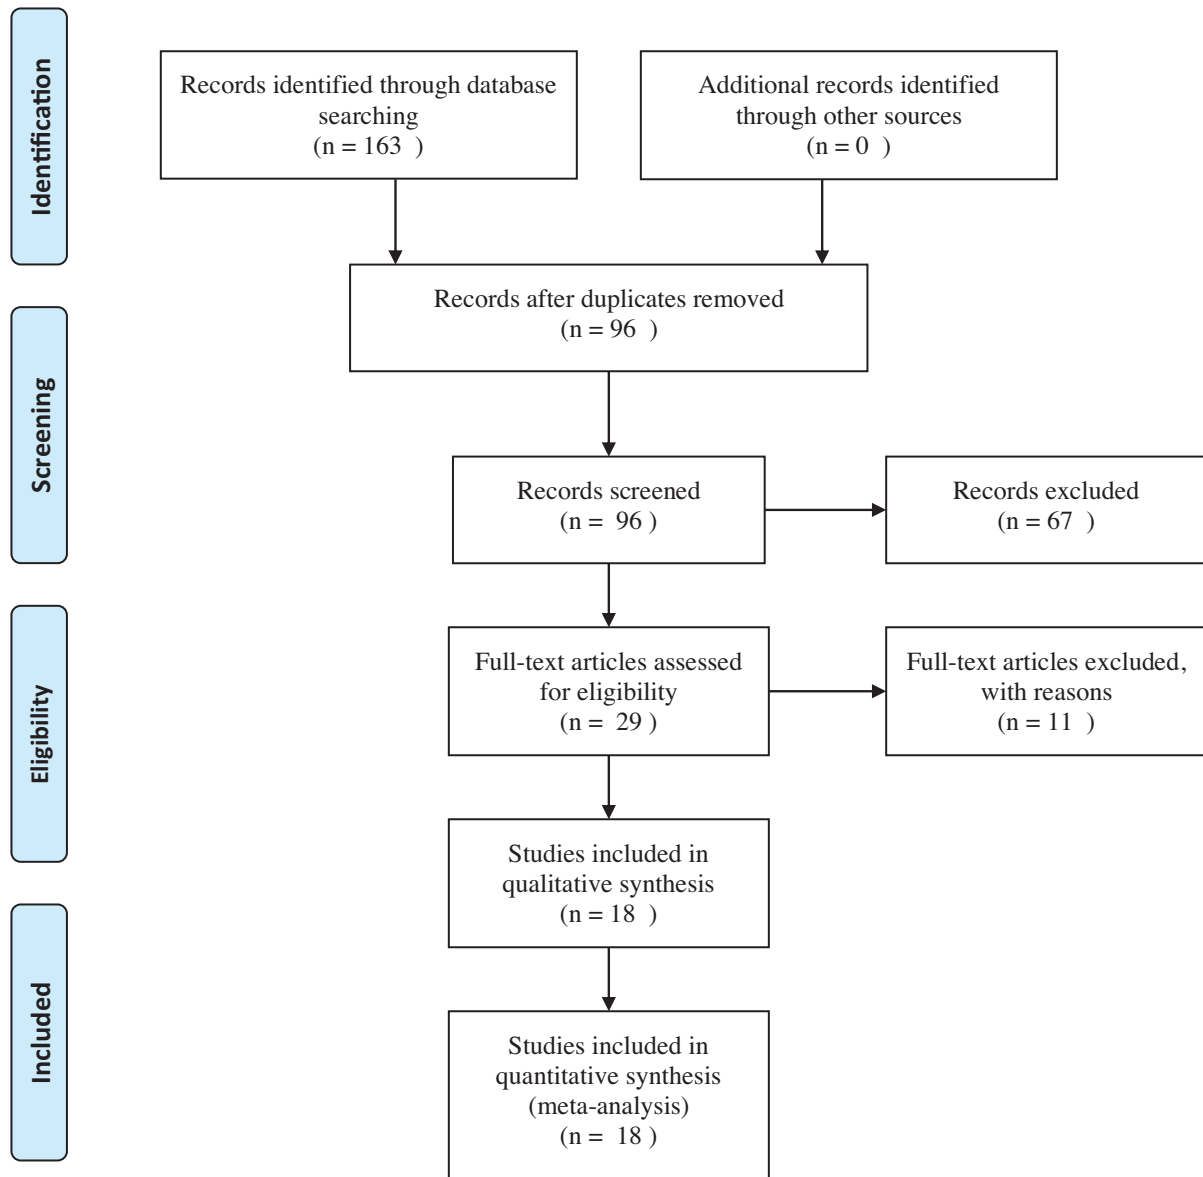 Identification
Records identified through database
searching
(n = 163 )
Additional records identified
through other sources
(n = 0 )
Records after duplicates removed
(n = 96 )
Screening
Records screened
(n = 96 )
Records excluded
(n = 67 )
Eligibility
Full-text articles assessed
for eligibility
(n = 29 )
Full-text articles excluded,
with reasons
(n = 11 )
Studies included in
qualitative synthesis
(n = 18 )
Included
Studies included in
quantitative synthesis
(meta-analysis)
(n = 18 )